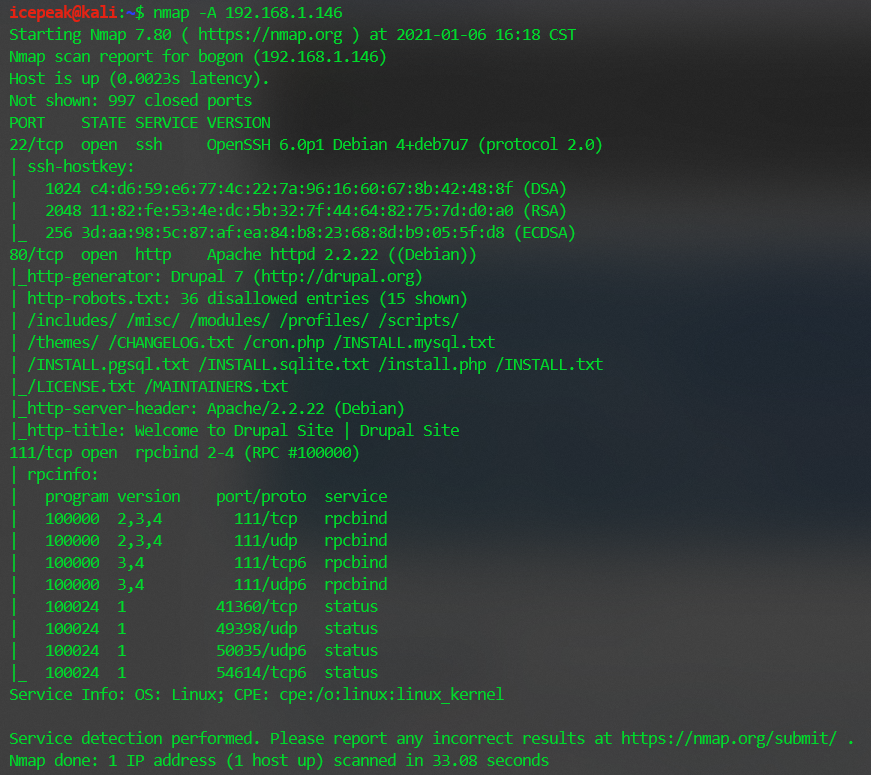 icepeak@kali:~$ nmap -A 192.168.1.146
Starting Nmap 7.80 ( https://nmap.org ) at 2021-01-06 16:18 CST
Nmap scan report for bogon (192.168.1.146)
Host is up (0.0023s latency).
Not shown: 997 closed ports
PORT    STATE SERVICE VERSION
22/tcp  open  ssh     OpenSSH 6.0p1 Debian 4+deb7u7 (protocol 2.0)
| ssh-hostkey:
|   1024 c4:d6:59:e6:77:4c:22:7a:96:16:60:67:8b:42:48:8f (DSA)
|   2048 11:82:fe:53:4e:dc:5b:32:7f:44:64:82:75:7d:d0:a0 (RSA)
|_  256 3d:aa:98:5c:87:af:ea:84:b8:23:68:8d:b9:05:5f:d8 (ECDSA)
80/tcp  open  http    Apache httpd 2.2.22 ((Debian))
|_http-generator: Drupal 7 (http://drupal.org)
| http-robots.txt: 36 disallowed entries (15 shown)
| /includes/ /misc/ /modules/ /profiles/ /scripts/
| /themes/ /CHANGELOG.txt /cron.php /INSTALL.mysql.txt
| /INSTALL.pgsql.txt /INSTALL.sqlite.txt /install.php /INSTALL.txt
|_/LICENSE.txt /MAINTAINERS.txt
|_http-server-header: Apache/2.2.22 (Debian)
|_http-title: Welcome to Drupal Site | Drupal Site
111/tcp open  rpcbind 2-4 (RPC #100000)
| rpcinfo:
|   program version    port/proto  service
|   100000  2,3,4        111/tcp   rpcbind
|   100000  2,3,4        111/udp   rpcbind
|   100000  3,4          111/tcp6  rpcbind
|   100000  3,4          111/udp6  rpcbind
|   100024  1          41360/tcp   status
|   100024  1          49398/udp   status
|   100024  1          50035/udp6  status
|_  100024  1          54614/tcp6  status
Service Info: OS: Linux; CPE: cpe:/o:linux:linux_kernel
Service detection performed. Please report any incorrect results at https://nmap.org/submit/ .
Nmap done: 1 IP address (1 host up) scanned in 33.08 seconds